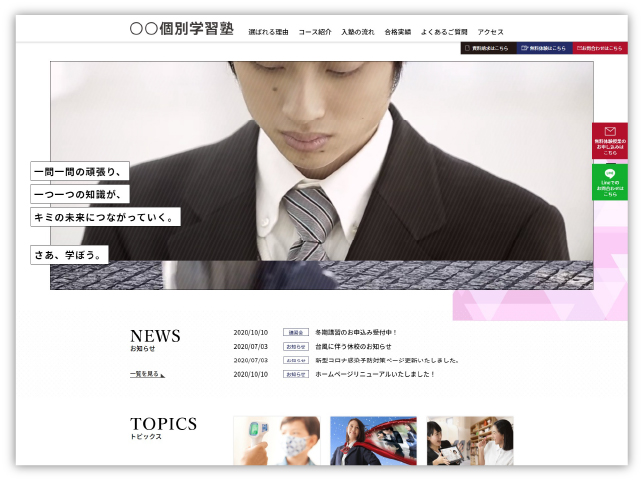 〇〇個別学習塾
選ばれる理由 コース紹介 入塾の流れ 合格実績 よくあるご質問 アクセス
資料請求はこちら 無料体験はこちら お問合わせはこちら
無料体験授業の
お申し込みは
こちら
LINE
Lineでの
お問合わせは
こちら
一問一問の頑張り、
一つ一つの知識が、
キミの未来につながっていく。
さあ、学ぼう。
NEWS
お知らせ
2020/10/10 講習会 冬期講習のお申込み受付中！
2020/07/03 お知らせ 台風に伴う休校のお知らせ
2020/07/03 お知らせ 新型コロナ感染予防対策ページ更新いたしました。
2020/10/10 お知らせ ホームページリニューアルいたしました！
一覧を見る
TOPICS
トピックス